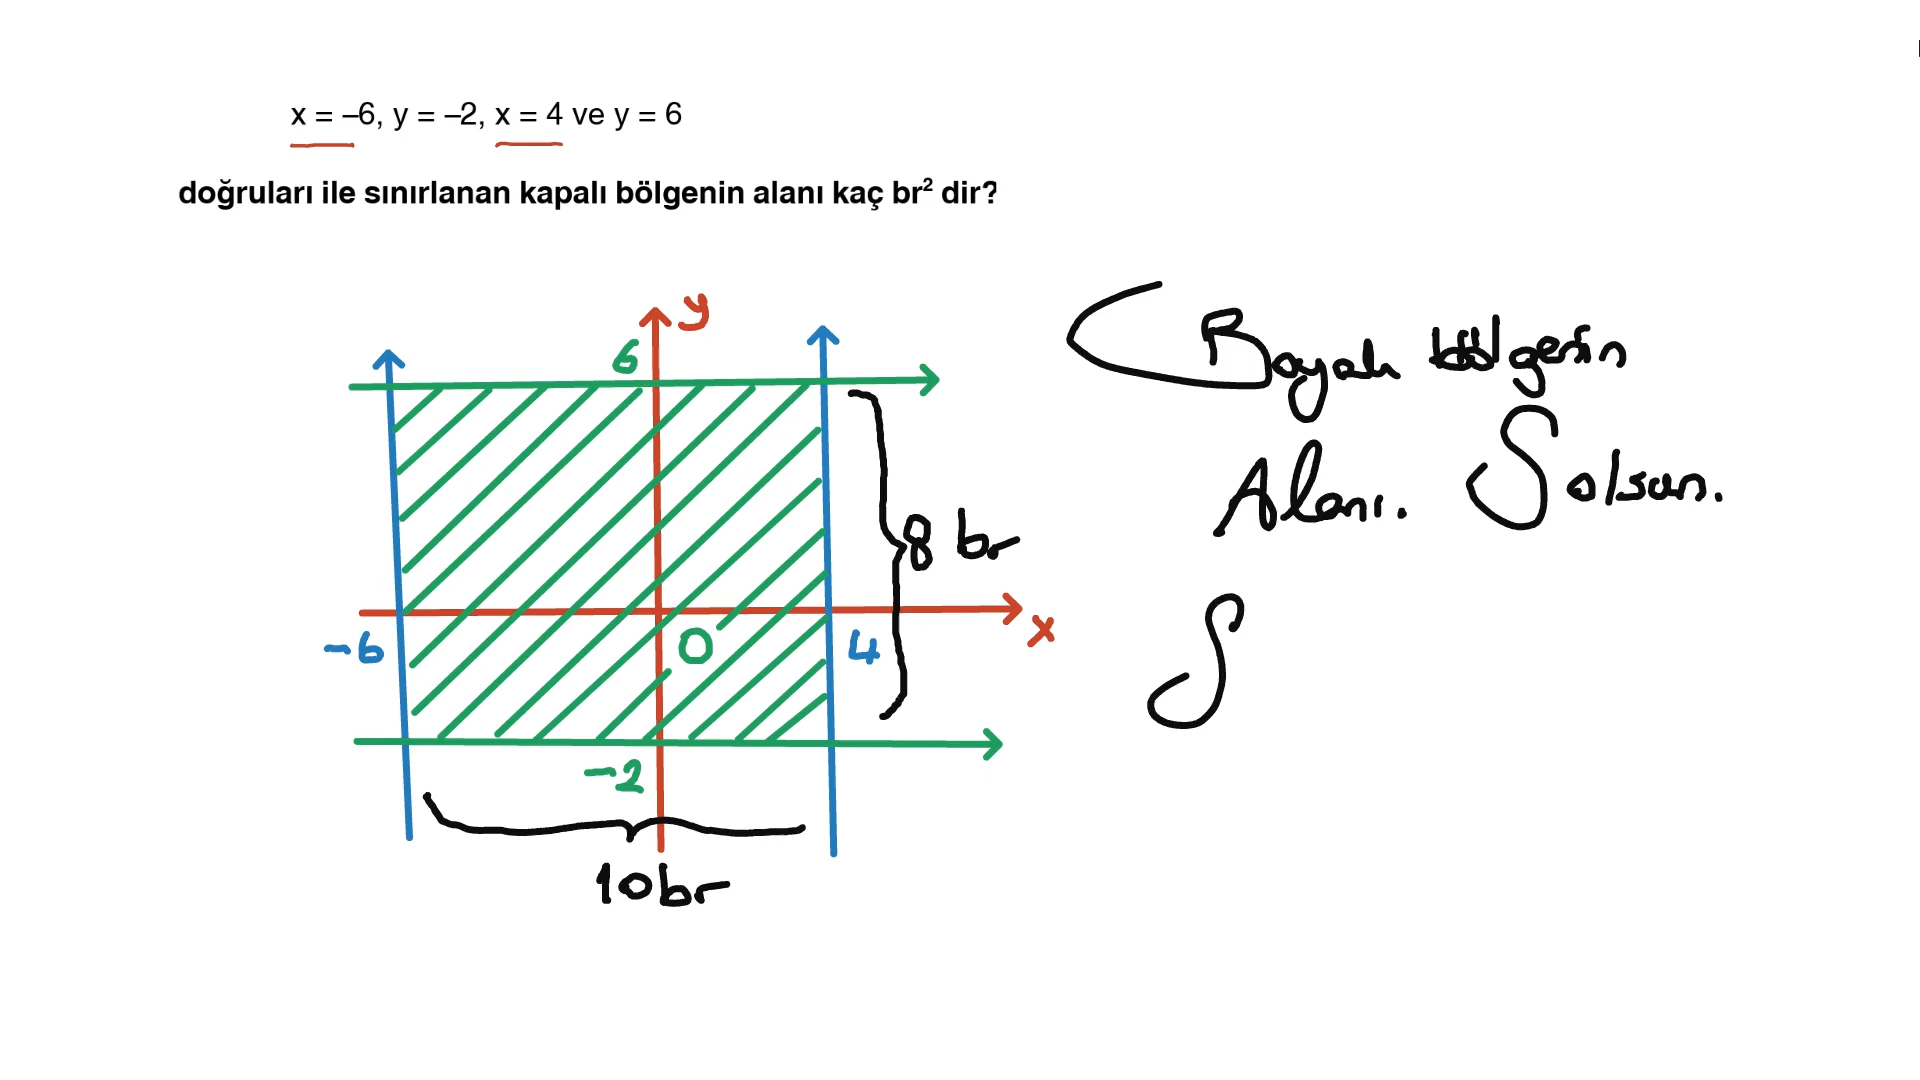 x = –6, y = –2, x = 4 ve y = 6
doğruları ile sınırlanan kapalı bölgenin alanı kaç br² dir?
y
6
Boyalı bölgenin
Alanı. S olsun.
8 br
x
-6
0
4
S
-2
10br